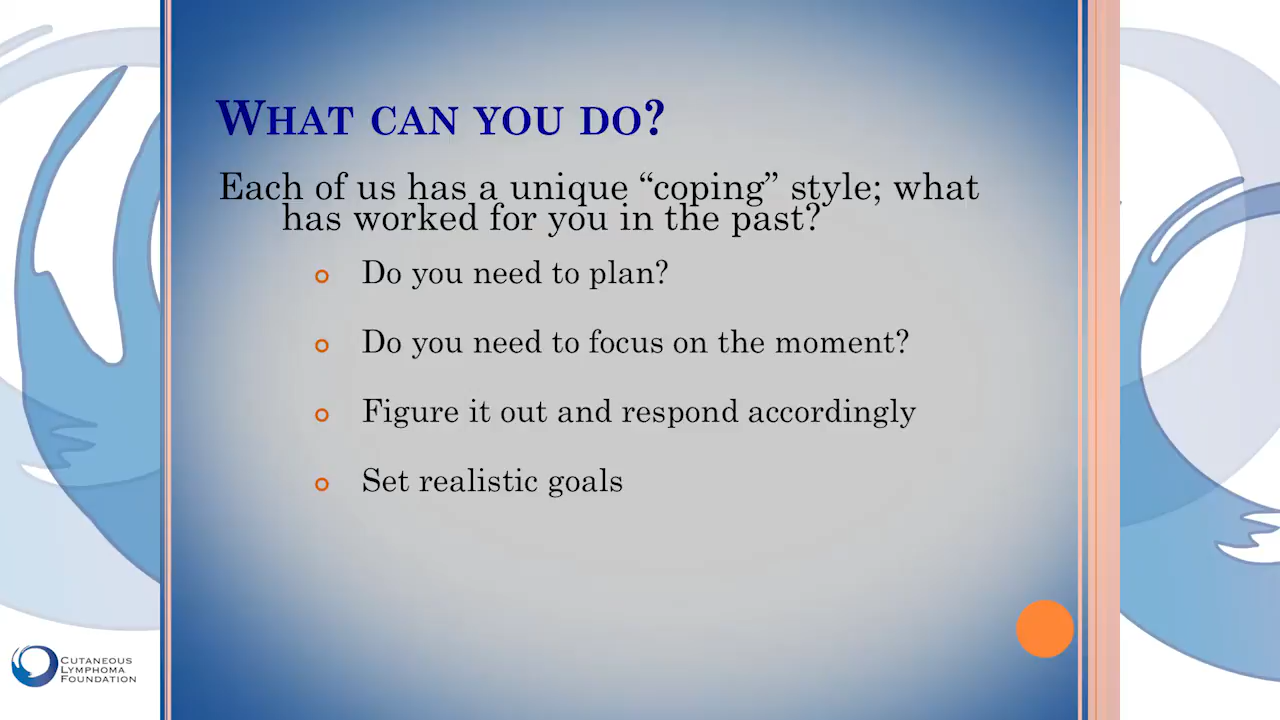 WHAT CAN YOU DO?
Each of us has a unique “coping” style; what
has worked for you in the past?
Do you need to plan?
Do you need to focus on the moment?
Figure it out and respond accordingly
Set realistic goals
CUTANEOUS
LYMPHOMA
FOUNDATION